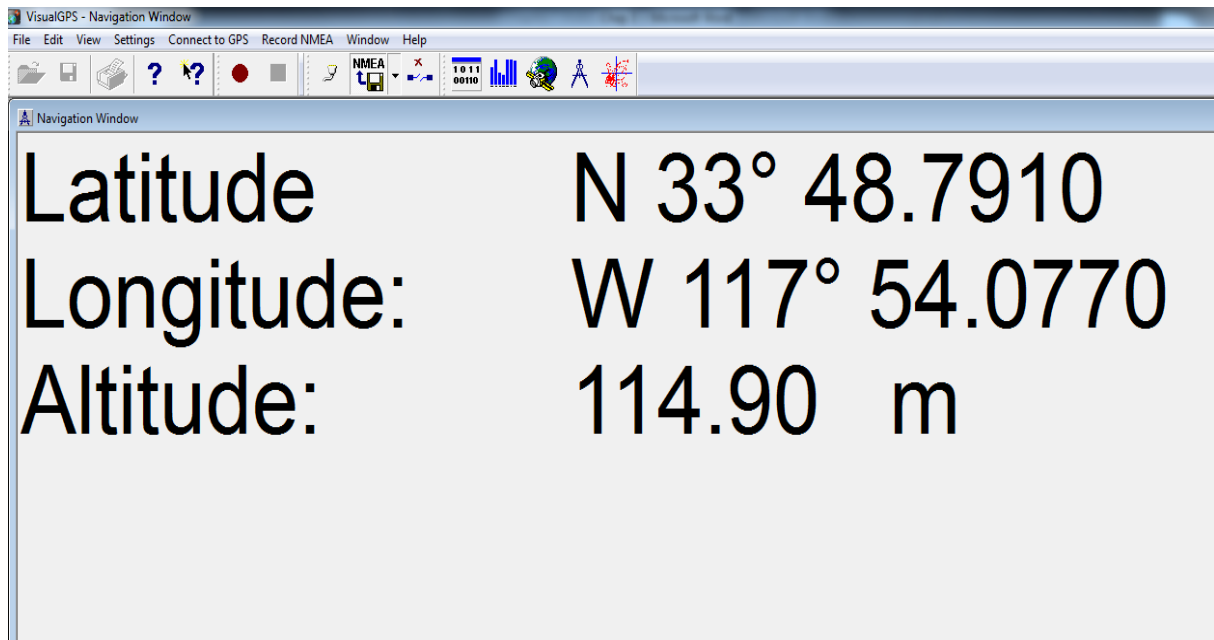 VisualGPS - Navigation Window
File Edit View Settings Connect to GPS Record NMEA Window Help
NMEA
1011
00110
Navigation Window
Latitude N 33° 48.7910
Longitude: W 117° 54.0770
Altitude: 114.90 m